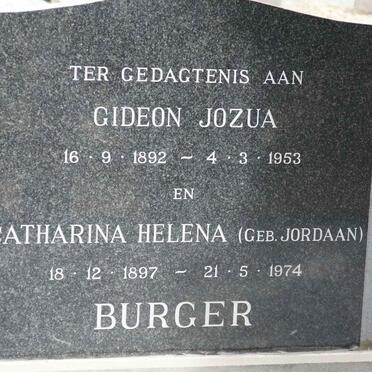 TER GEDAGTENIS AAN
GIDEON JOZUA
16 · 9 · 1892 ~ 4 · 3 · 1953
EN
CATHARINA HELENA (GEB. JORDAAN)
18 · 12 · 1897 ~ 21 · 5 · 1974
BURGER